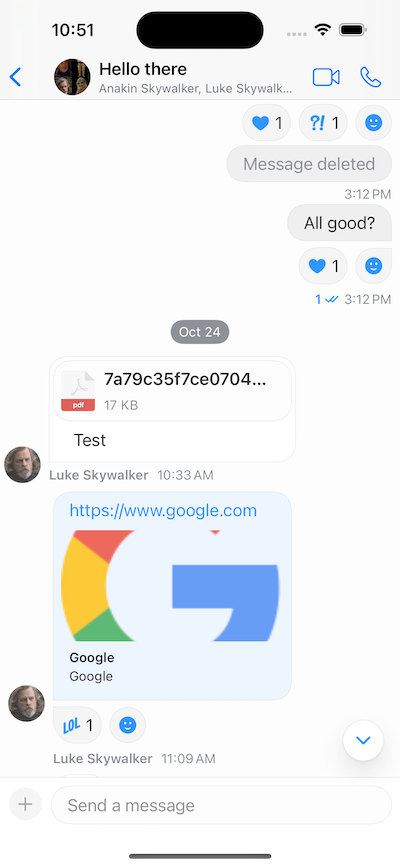 10:51
Hello there
Anakin Skywalker, Luke Skywalk...
1 ?! 1
Message deleted
3:12 PM
All good?
1
1 3:12 PM
Oct 24
7a79c35f7ce0704...
pdf 17 KB
Test
Luke Skywalker 10:33 AM
https://www.google.com
Google
Google
LOL 1
Luke Skywalker 11:09 AM
Send a message